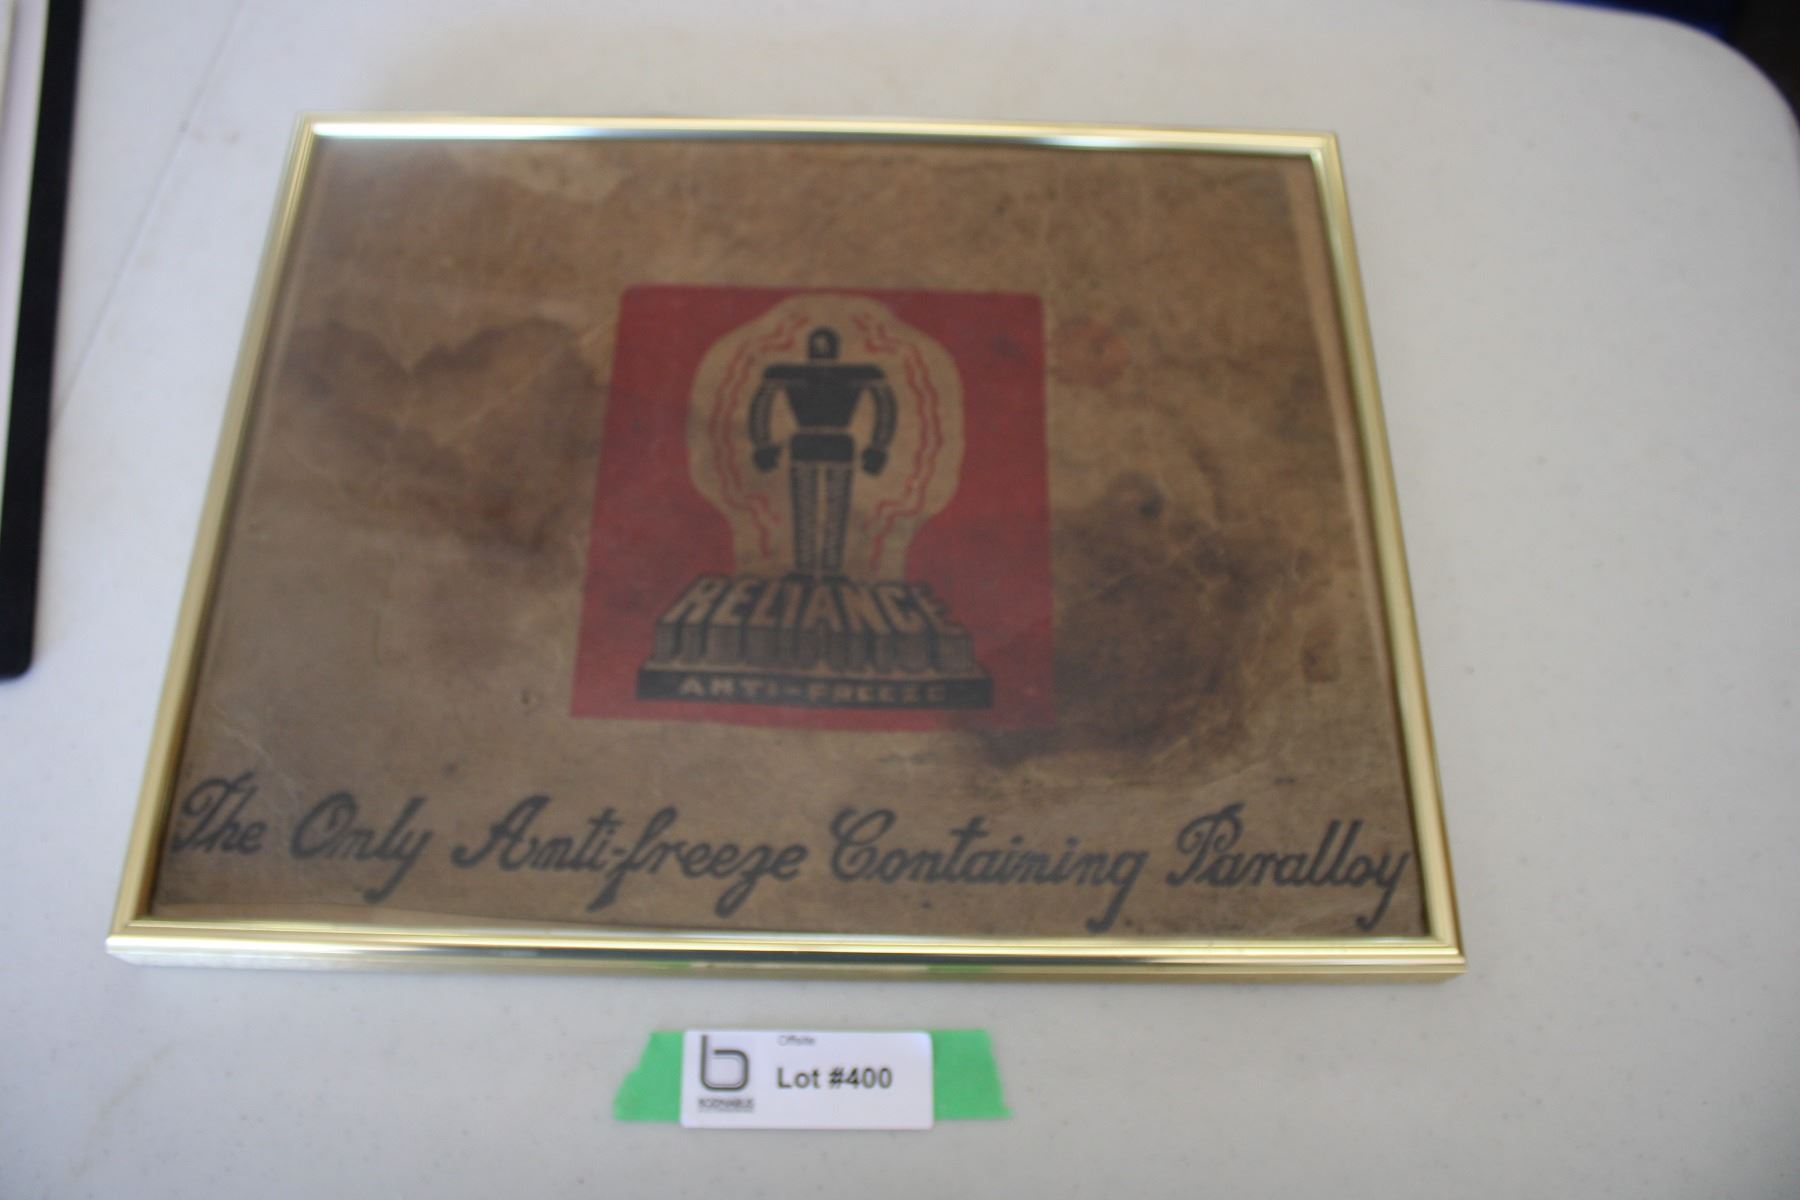 RELIANCE
ANTI-FREEZE
The Only Anti-freeze Containing Paralloy
Offsite
Lot #400